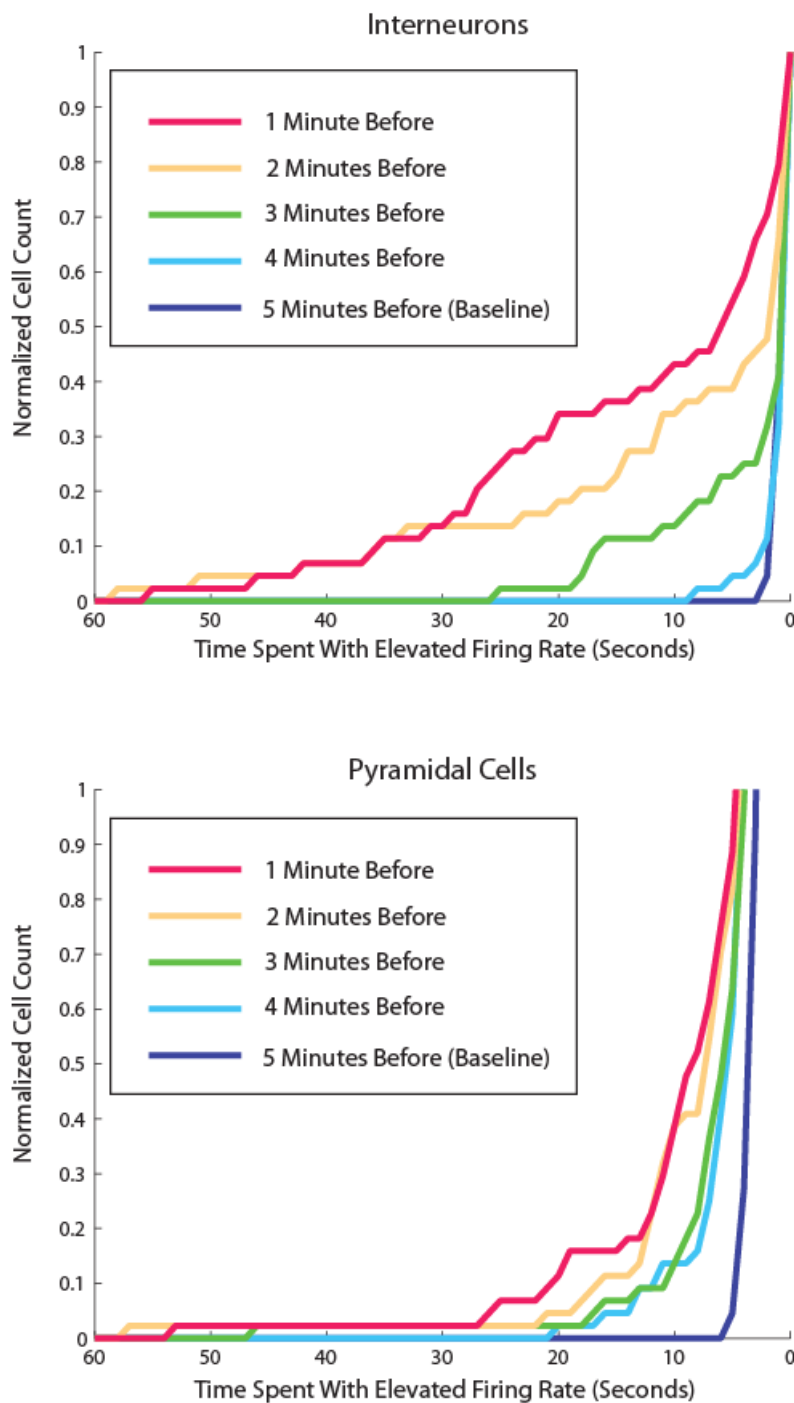 Interneurons
Normalized Cell Count
1
0.9
0.8
0.7
0.6
0.5
0.4
0.3
0.2
0.1
0
1 Minute Before
2 Minutes Before
3 Minutes Before
4 Minutes Before
5 Minutes Before (Baseline)
60 50 40 30 20 10 0
Time Spent With Elevated Firing Rate (Seconds)
Pyramidal Cells
Normalized Cell Count
1
0.9
0.8
0.7
0.6
0.5
0.4
0.3
0.2
0.1
0
1 Minute Before
2 Minutes Before
3 Minutes Before
4 Minutes Before
5 Minutes Before (Baseline)
60 50 40 30 20 10 0
Time Spent With Elevated Firing Rate (Seconds)